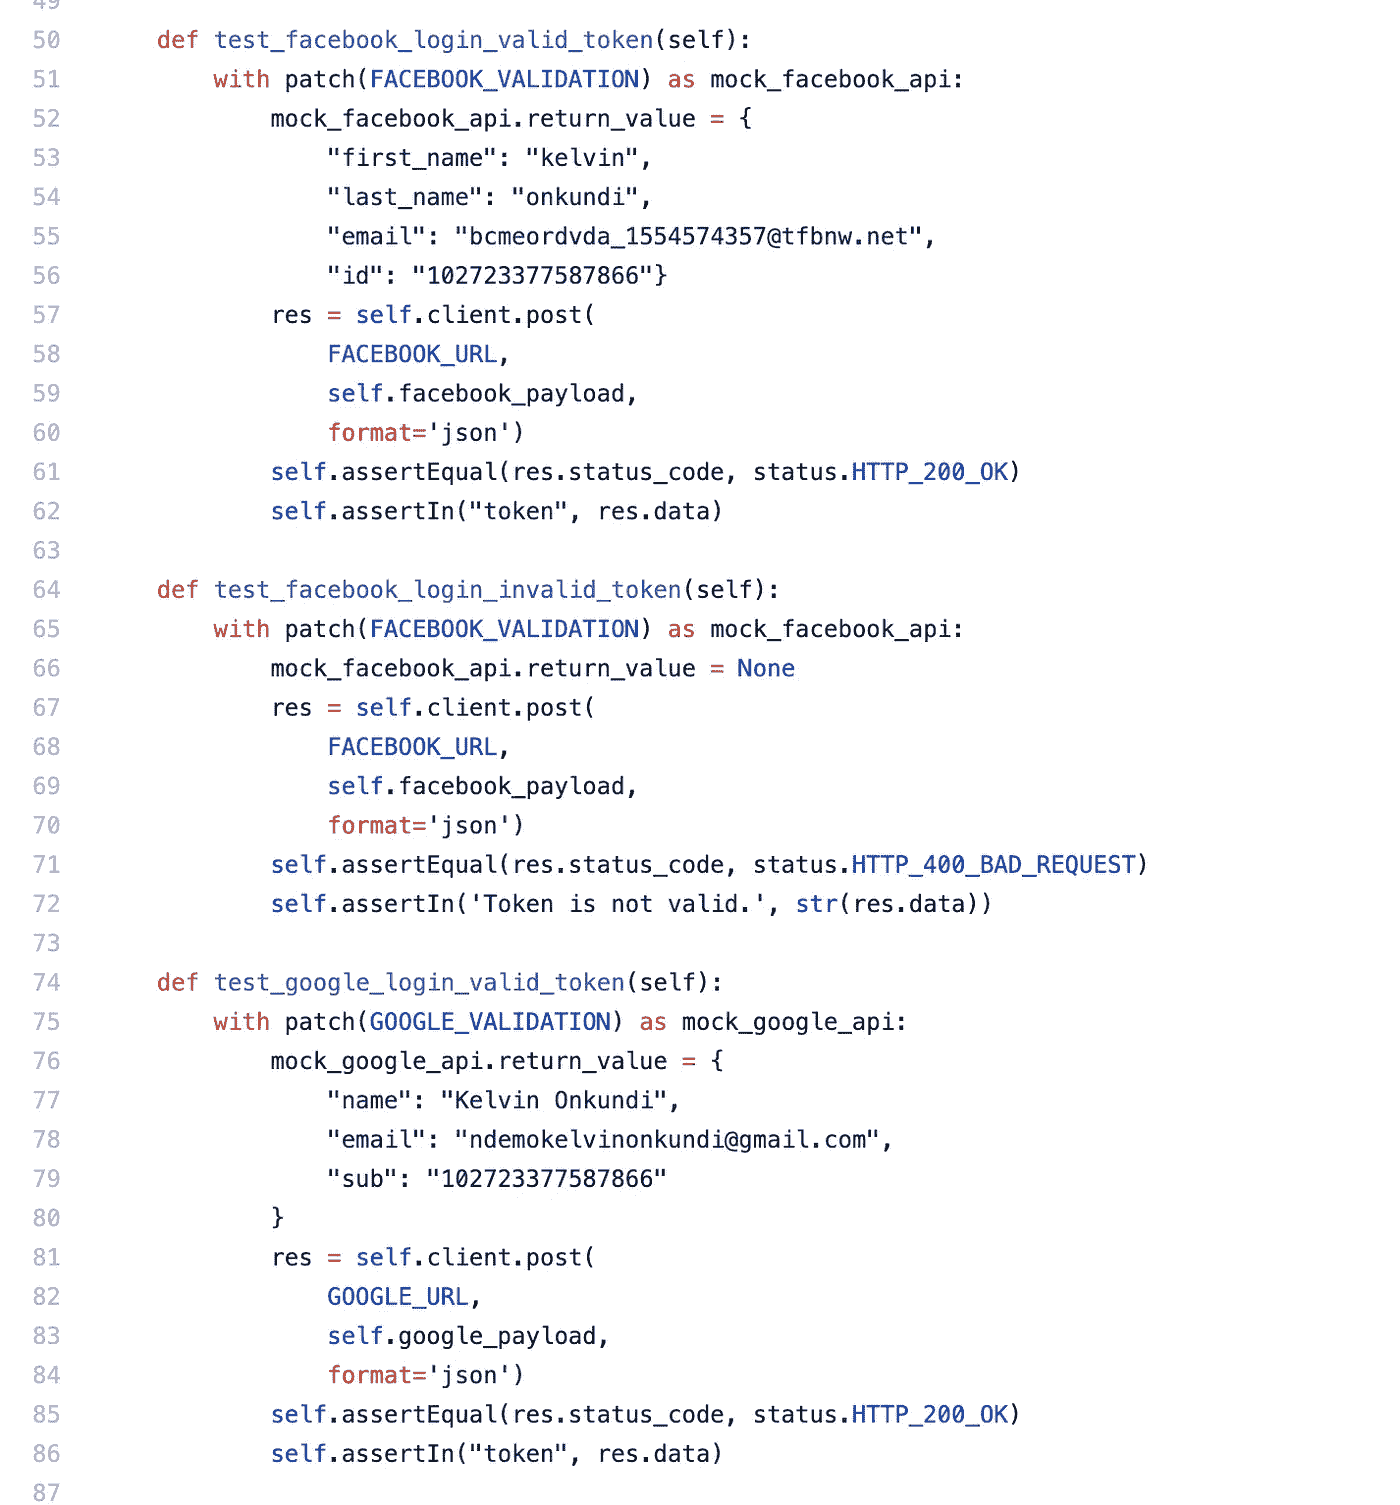 49
50 def test_facebook_login_valid_token(self):
51 with patch(FACEBOOK_VALIDATION) as mock_facebook_api:
52 mock_facebook_api.return_value = {
53 "first_name": "kelvin",
54 "last_name": "onkundi",
55 "email": "bcmeordvda_1554574357@tfbnw.net",
56 "id": "102723377587866"}
57 res = self.client.post(
58 FACEBOOK_URL,
59 self.facebook_payload,
60 format='json')
61 self.assertEqual(res.status_code, status.HTTP_200_OK)
62 self.assertIn("token", res.data)
63
64 def test_facebook_login_invalid_token(self):
65 with patch(FACEBOOK_VALIDATION) as mock_facebook_api:
66 mock_facebook_api.return_value = None
67 res = self.client.post(
68 FACEBOOK_URL,
69 self.facebook_payload,
70 format='json')
71 self.assertEqual(res.status_code, status.HTTP_400_BAD_REQUEST)
72 self.assertIn('Token is not valid.', str(res.data))
73
74 def test_google_login_valid_token(self):
75 with patch(GOOGLE_VALIDATION) as mock_google_api:
76 mock_google_api.return_value = {
77 "name": "Kelvin Onkundi",
78 "email": "ndemokelvinonkundi@gmail.com",
79 "sub": "102723377587866"
80 }
81 res = self.client.post(
82 GOOGLE_URL,
83 self.google_payload,
84 format='json')
85 self.assertEqual(res.status_code, status.HTTP_200_OK)
86 self.assertIn("token", res.data)
87